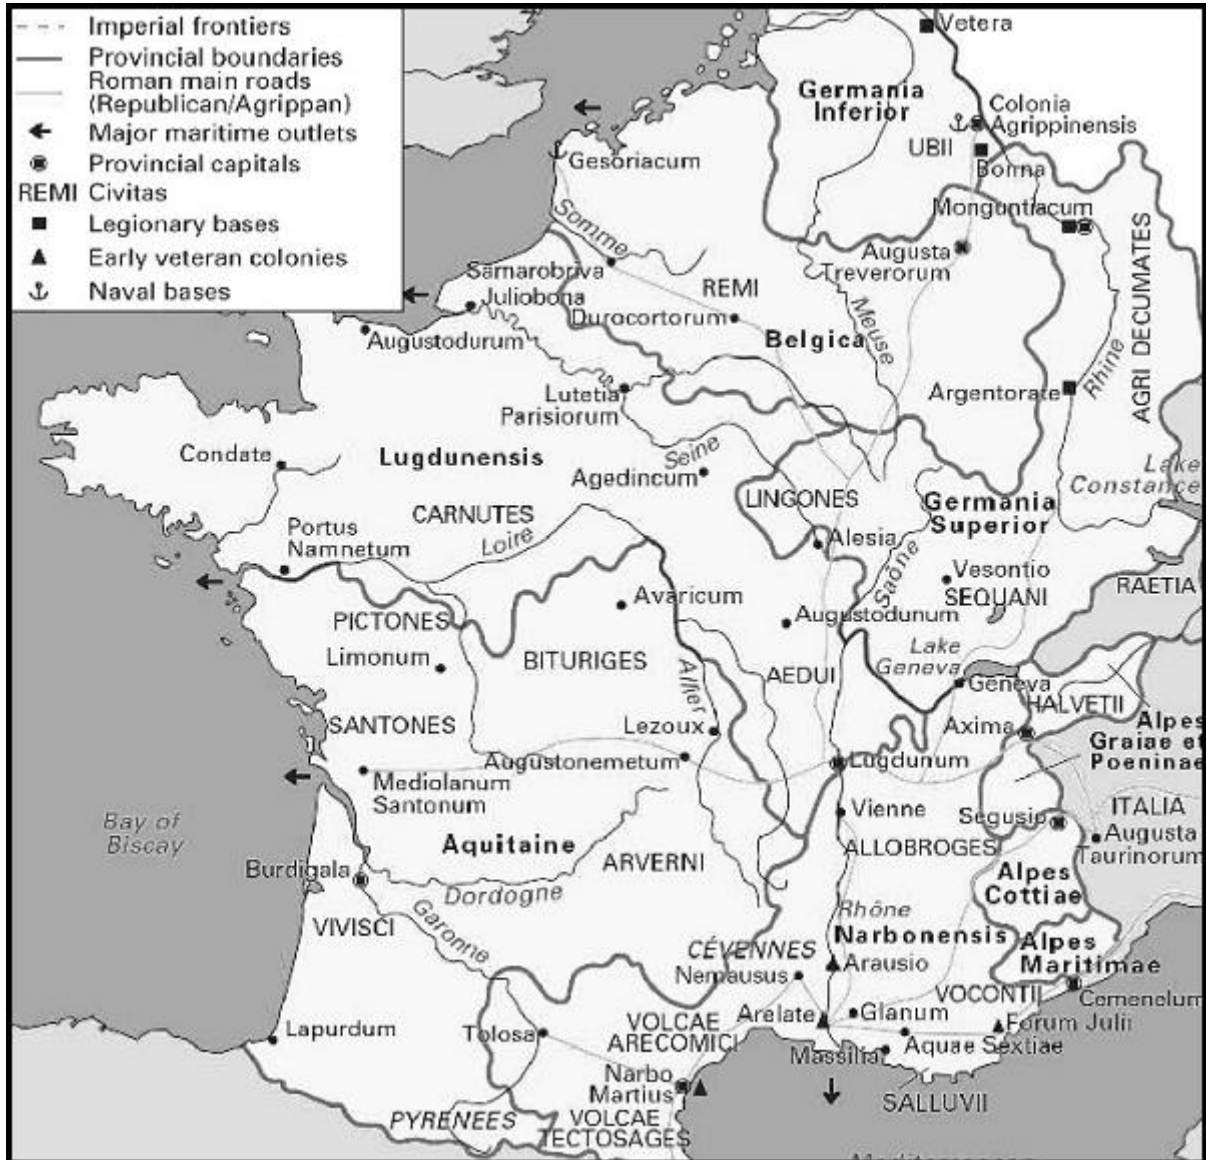 Imperial frontiers
Provincial boundaries
Roman main roads
(Republican/Agrippan)
Major maritime outlets
Provincial capitals
REMI Civitas
Legionary bases
Early veteran colonies
Naval bases
Vetera
Germania
Inferior
Colonia
Agrippinensis
UBII
Bonna
Gesoriacum
Monguntiacum
Somme
Augusta
Treverorum
Samarobriva
REMI
Juliobona
Durocortorum
Meuse
Augustodurum
Belgica
Rhine
AGRI DECUMATES
Lutetia
Parisiorum
Argentorate
Condate
Lugdunensis
Seine
Agedincum
Lake
Constance
LINGONES
Germania
Superior
CARNUTES
Portus
Namnetum
Loire
Alesia
Saône
Vesontio
SEQUANI
RAETIA
Avaricum
Augustodunum
PICTONES
Limonum
BITURIGES
Allier
AEDUI
Lake
Geneva
Geneva
HALVETII
SANTONES
Lezoux
Axima
Alpes
Graiae et
Poeninae
Augustonemetum
Lugdunum
Mediolanum
Santonum
Vienne
ITALIA
Segusip
Augusta
Taurinorum
Bay of
Biscay
Aquitaine
ARVERNI
ALLOBROGES
Alpes
Cottiae
Burdigala
Dordogne
Rhône
VIVISCI
Garonne
Narbonensis
Alpes
Maritimae
CÉVENNES
Nemausus
Arausio
VOCONTII
Cemenelum
Lapurdum
Tolosa
VOLCAE
ARECOMICI
Arelate
Glanum
Forum Julii
Massilia
Aquae Sextiae
Narbo
Martius
SALLUVII
PYRENEES
VOLCAE
TECTOSAGES